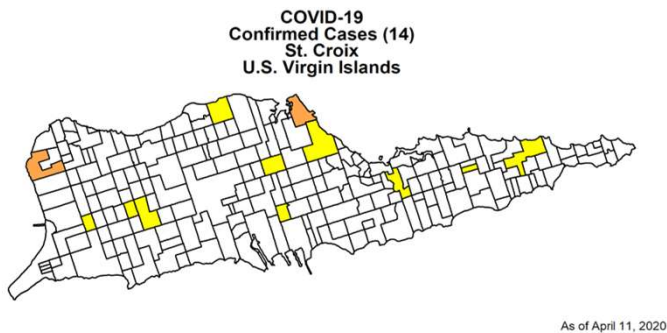 COVID-19
Confirmed Cases (14)
St. Croix
U.S. Virgin Islands
As of April 11, 2020